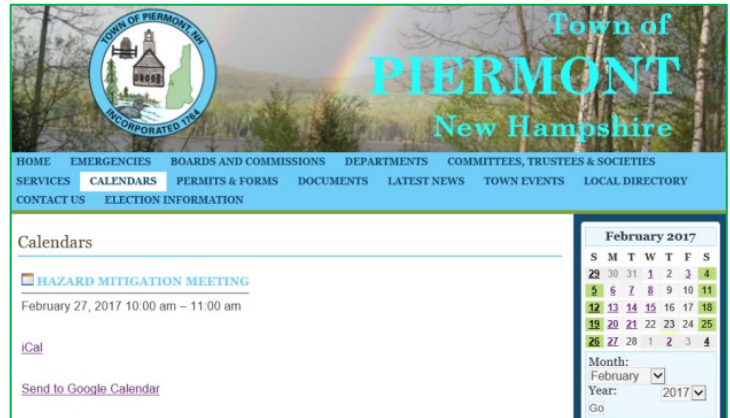 TOWN OF PIERMONT, NH
INCORPORATED 1764
Town of
PIERMONT
New Hampshire
HOME EMERGENCIES BOARDS AND COMMISSIONS DEPARTMENTS COMMITTEES, TRUSTEES & SOCIETIES
SERVICES CALENDARS PERMITS & FORMS DOCUMENTS LATEST NEWS TOWN EVENTS LOCAL DIRECTORY
CONTACT US ELECTION INFORMATION
Calendars
HAZARD MITIGATION MEETING
February 27, 2017 10:00 am – 11:00 am
iCal
Send to Google Calendar
February 2017
S M T W T F S
29 30 31 1 2 3 4
5 6 7 8 9 10 11
12 13 14 15 16 17 18
19 20 21 22 23 24 25
26 27 28 1 2 3 4
Month:
February
Year:
2017
Go